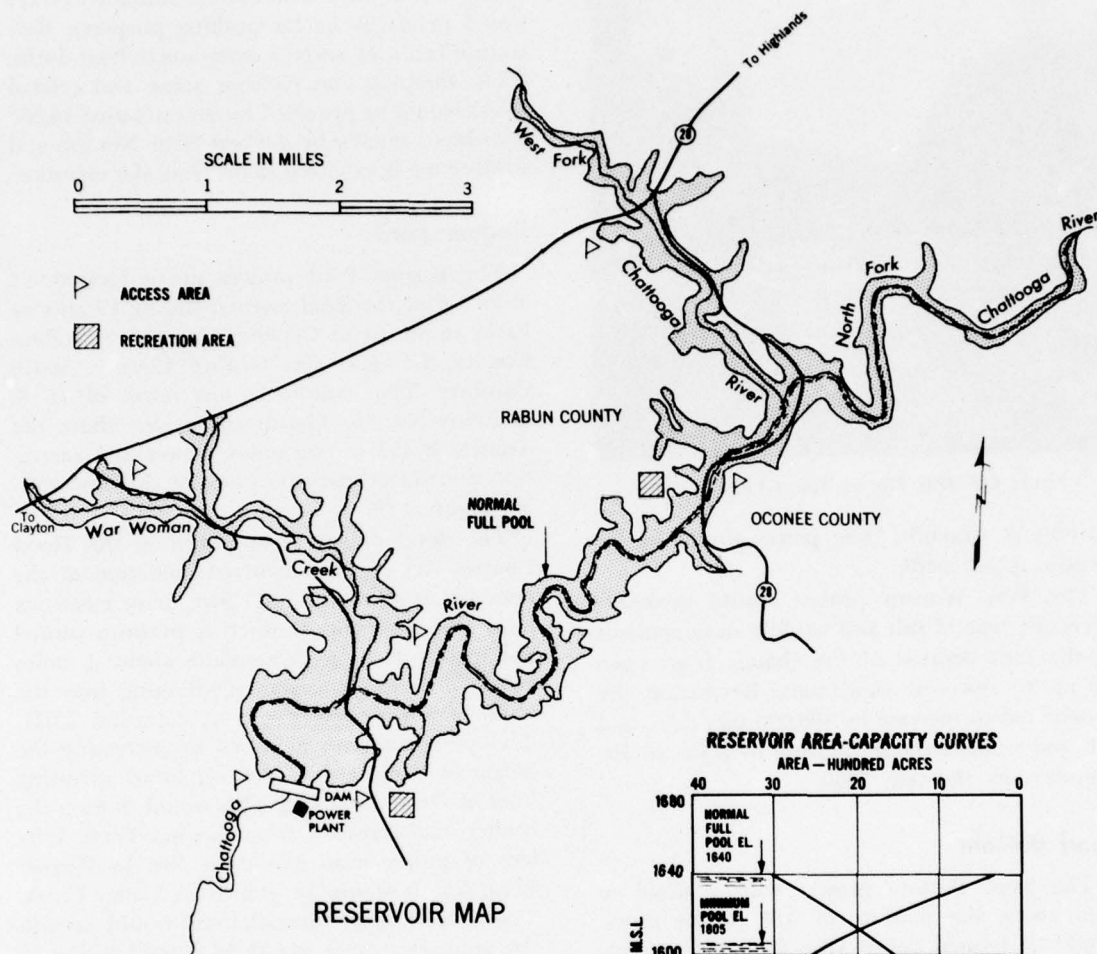 To Highlands
28
West
Fork
SCALE IN MILES
0 1 2 3
ACCESS AREA
RECREATION AREA
Chattooga
River
North
Fork
Chattooga
River
RABUN COUNTY
OCONEE COUNTY
28
NORMAL
FULL POOL
To
Clayton
War Woman
Creek
River
DAM
POWER
PLANT
Chattooga
RESERVOIR MAP
RESERVOIR AREA-CAPACITY CURVES
AREA—HUNDRED ACRES
40 30 20 10 0
1680
NORMAL
FULL
POOL EL.
1640
1640
MINIMUM
POOL EL.
1605
1600
M.S.L.